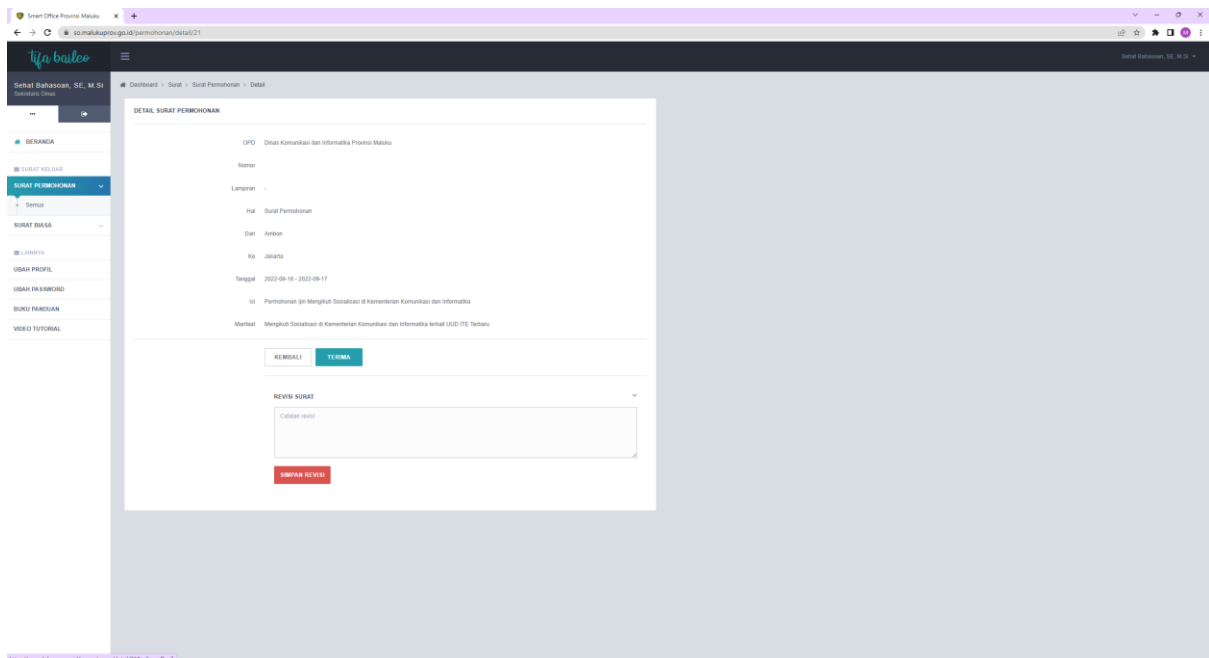 Smart Office Provinsi Maluku
so.malukuprov.go.id/permohonan/detail/21
M
tifa baileo
Sehat Bahasoan, SE, M.Si
Sehat Bahasoan, SE, M.Si
Sekretaris Dinas
BERANDA
SURAT KELUAR
SURAT PERMOHONAN
Semua
SURAT BIASA
LAINNYA
UBAH PROFIL
UBAH PASSWORD
BUKU PANDUAN
VIDEO TUTORIAL
Dashboard > Surat > Surat Permohonan > Detail
DETAIL SURAT PERMOHONAN
OPD Dinas Komunikasi dan Informatika Provinsi Maluku
Nomor
Lampiran -
Hal Surat Permohonan
Dari Ambon
Ke Jakarta
Tanggal 2022-09-16 - 2022-09-17
Isi Permohonan Ijin Mengikuti Sosialisasi di Kementerian Komunikasi dan Informatika
Manfaat Mengikuti Sosialisasi di Kementerian Komunikasi dan Informatika terkait UUD ITE Terbaru
KEMBALI TERIMA
REVISI SURAT
Catatan revisi
SIMPAN REVISI